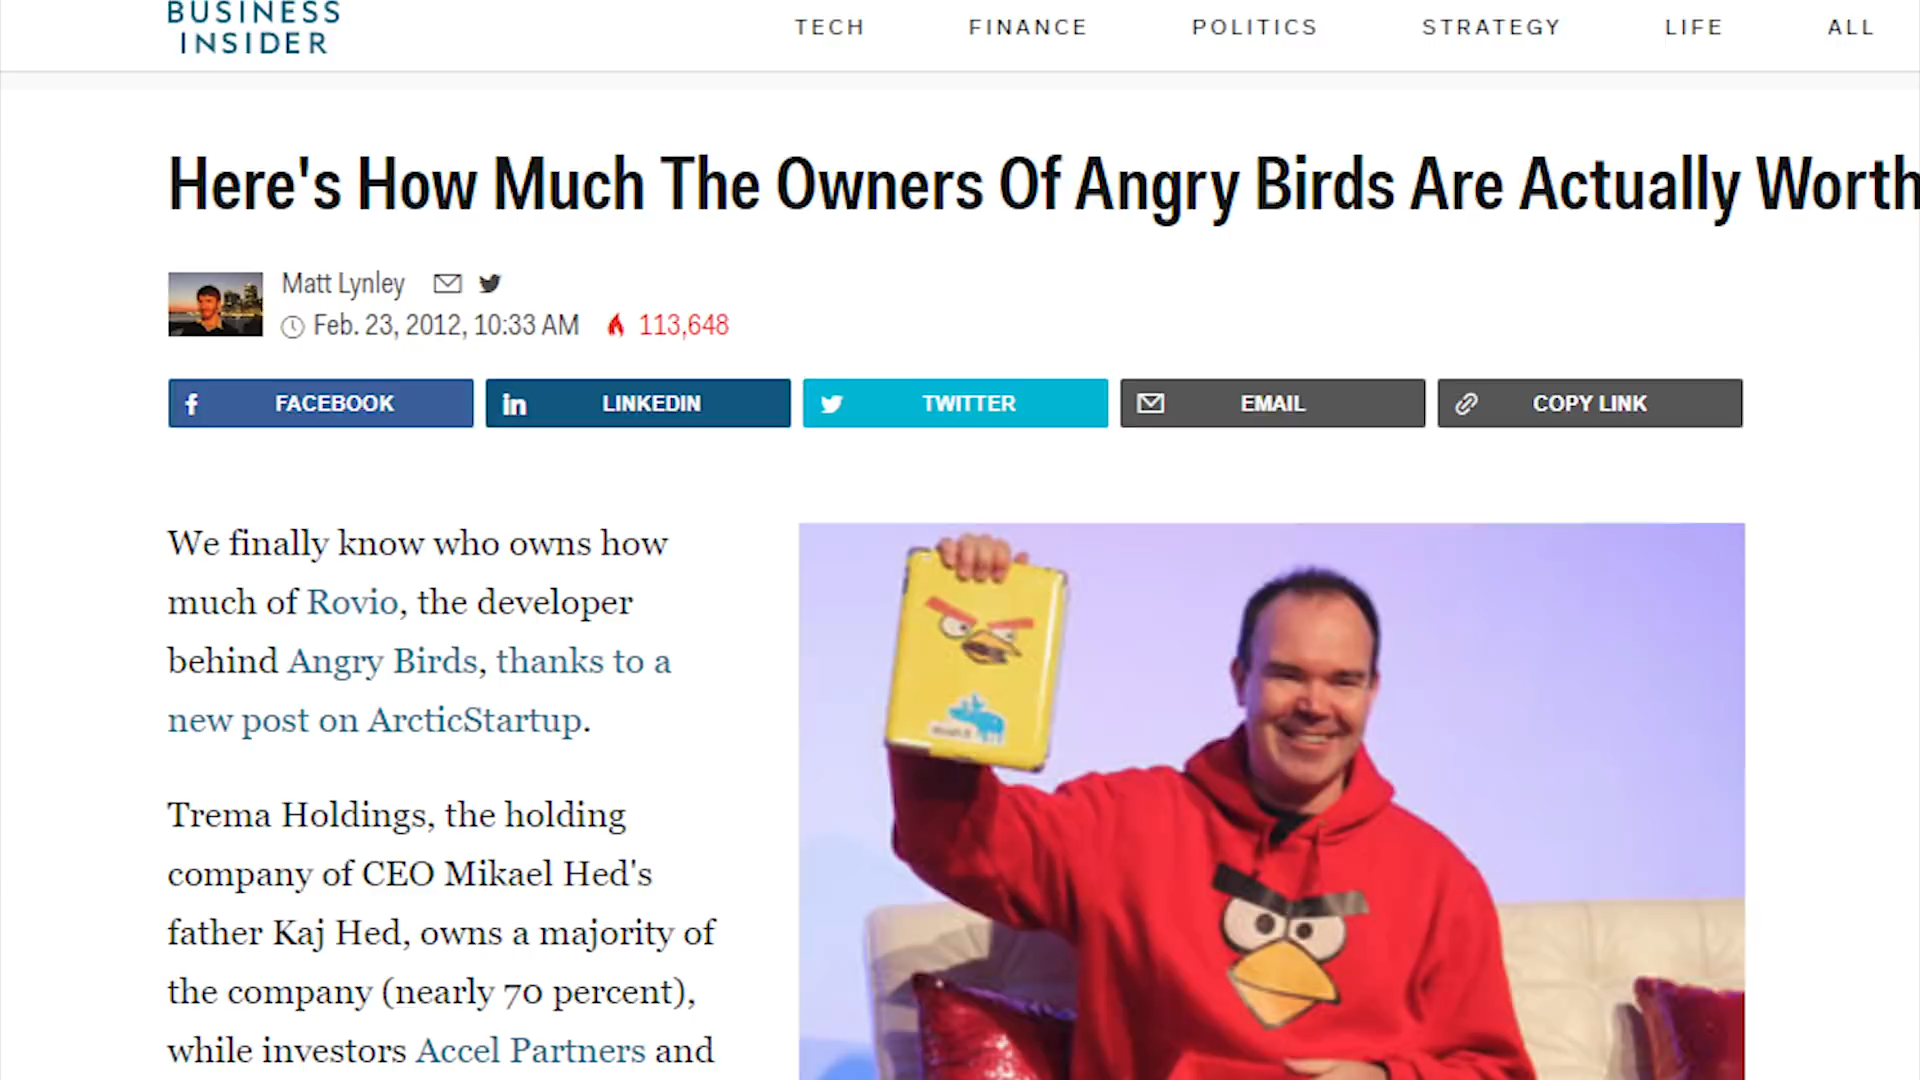 BUSINESS
INSIDER
TECH FINANCE POLITICS STRATEGY LIFE ALL
Here's How Much The Owners Of Angry Birds Are Actually Worth
Matt Lynley
Feb. 23, 2012, 10:33 AM 113,648
FACEBOOK LINKEDIN TWITTER EMAIL COPY LINK
We finally know who owns how
much of Rovio, the developer
behind Angry Birds, thanks to a
new post on ArcticStartup.
Trema Holdings, the holding
company of CEO Mikael Hed's
father Kaj Hed, owns a majority of
the company (nearly 70 percent),
while investors Accel Partners and